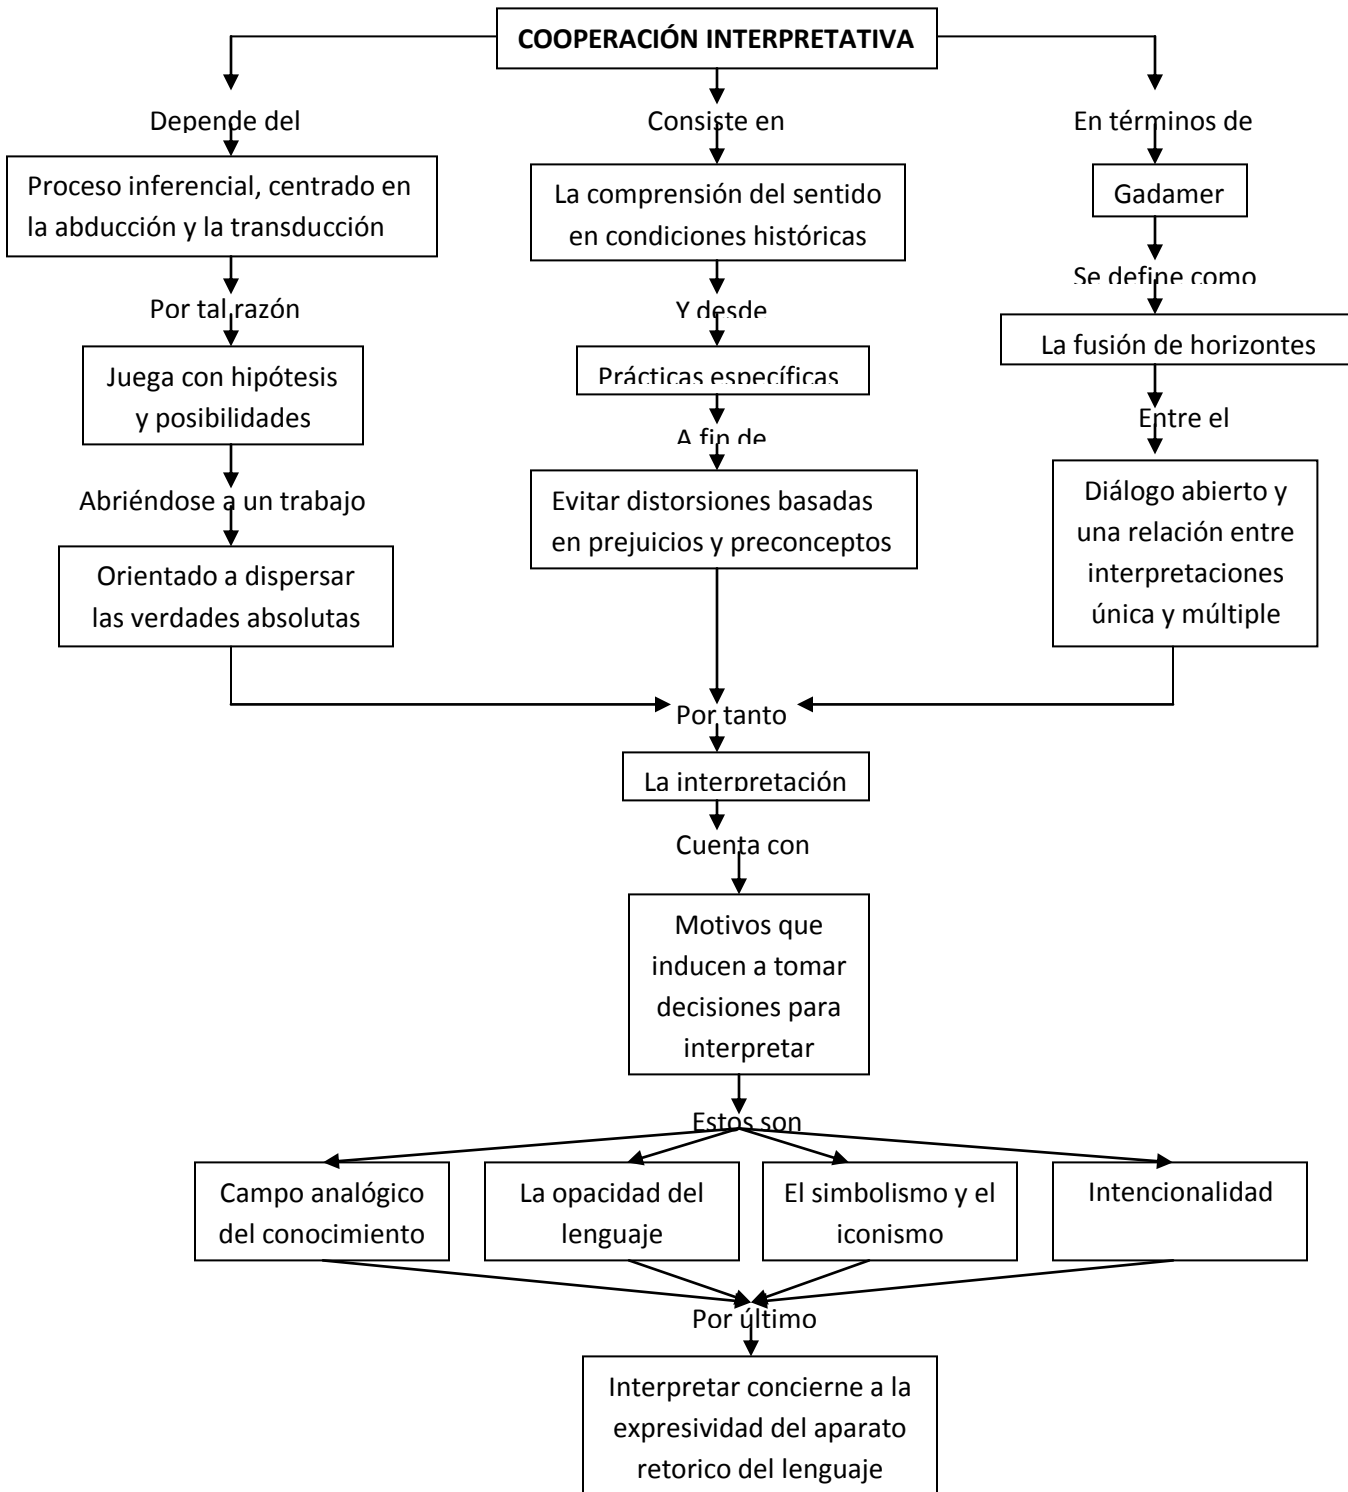 COOPERACIÓN INTERPRETATIVA
Depende del
Proceso inferencial, centrado en
la abducción y la transducción
Por tal razón
Juega con hipótesis
y posibilidades
Abriéndose a un trabajo
Orientado a dispersar
las verdades absolutas
Consiste en
La comprensión del sentido
en condiciones históricas
Y desde
Prácticas específicas
A fin de
Evitar distorsiones basadas
en prejuicios y preconceptos
En términos de
Gadamer
Se define como
La fusión de horizontes
Entre el
Diálogo abierto y
una relación entre
interpretaciones
única y múltiple
Por tanto
La interpretación
Cuenta con
Motivos que
inducen a tomar
decisiones para
interpretar
Estos son
Campo analógico
del conocimiento
La opacidad del
lenguaje
El simbolismo y el
iconismo
Intencionalidad
Por último
Interpretar concierne a la
expresividad del aparato
retorico del lenguaje